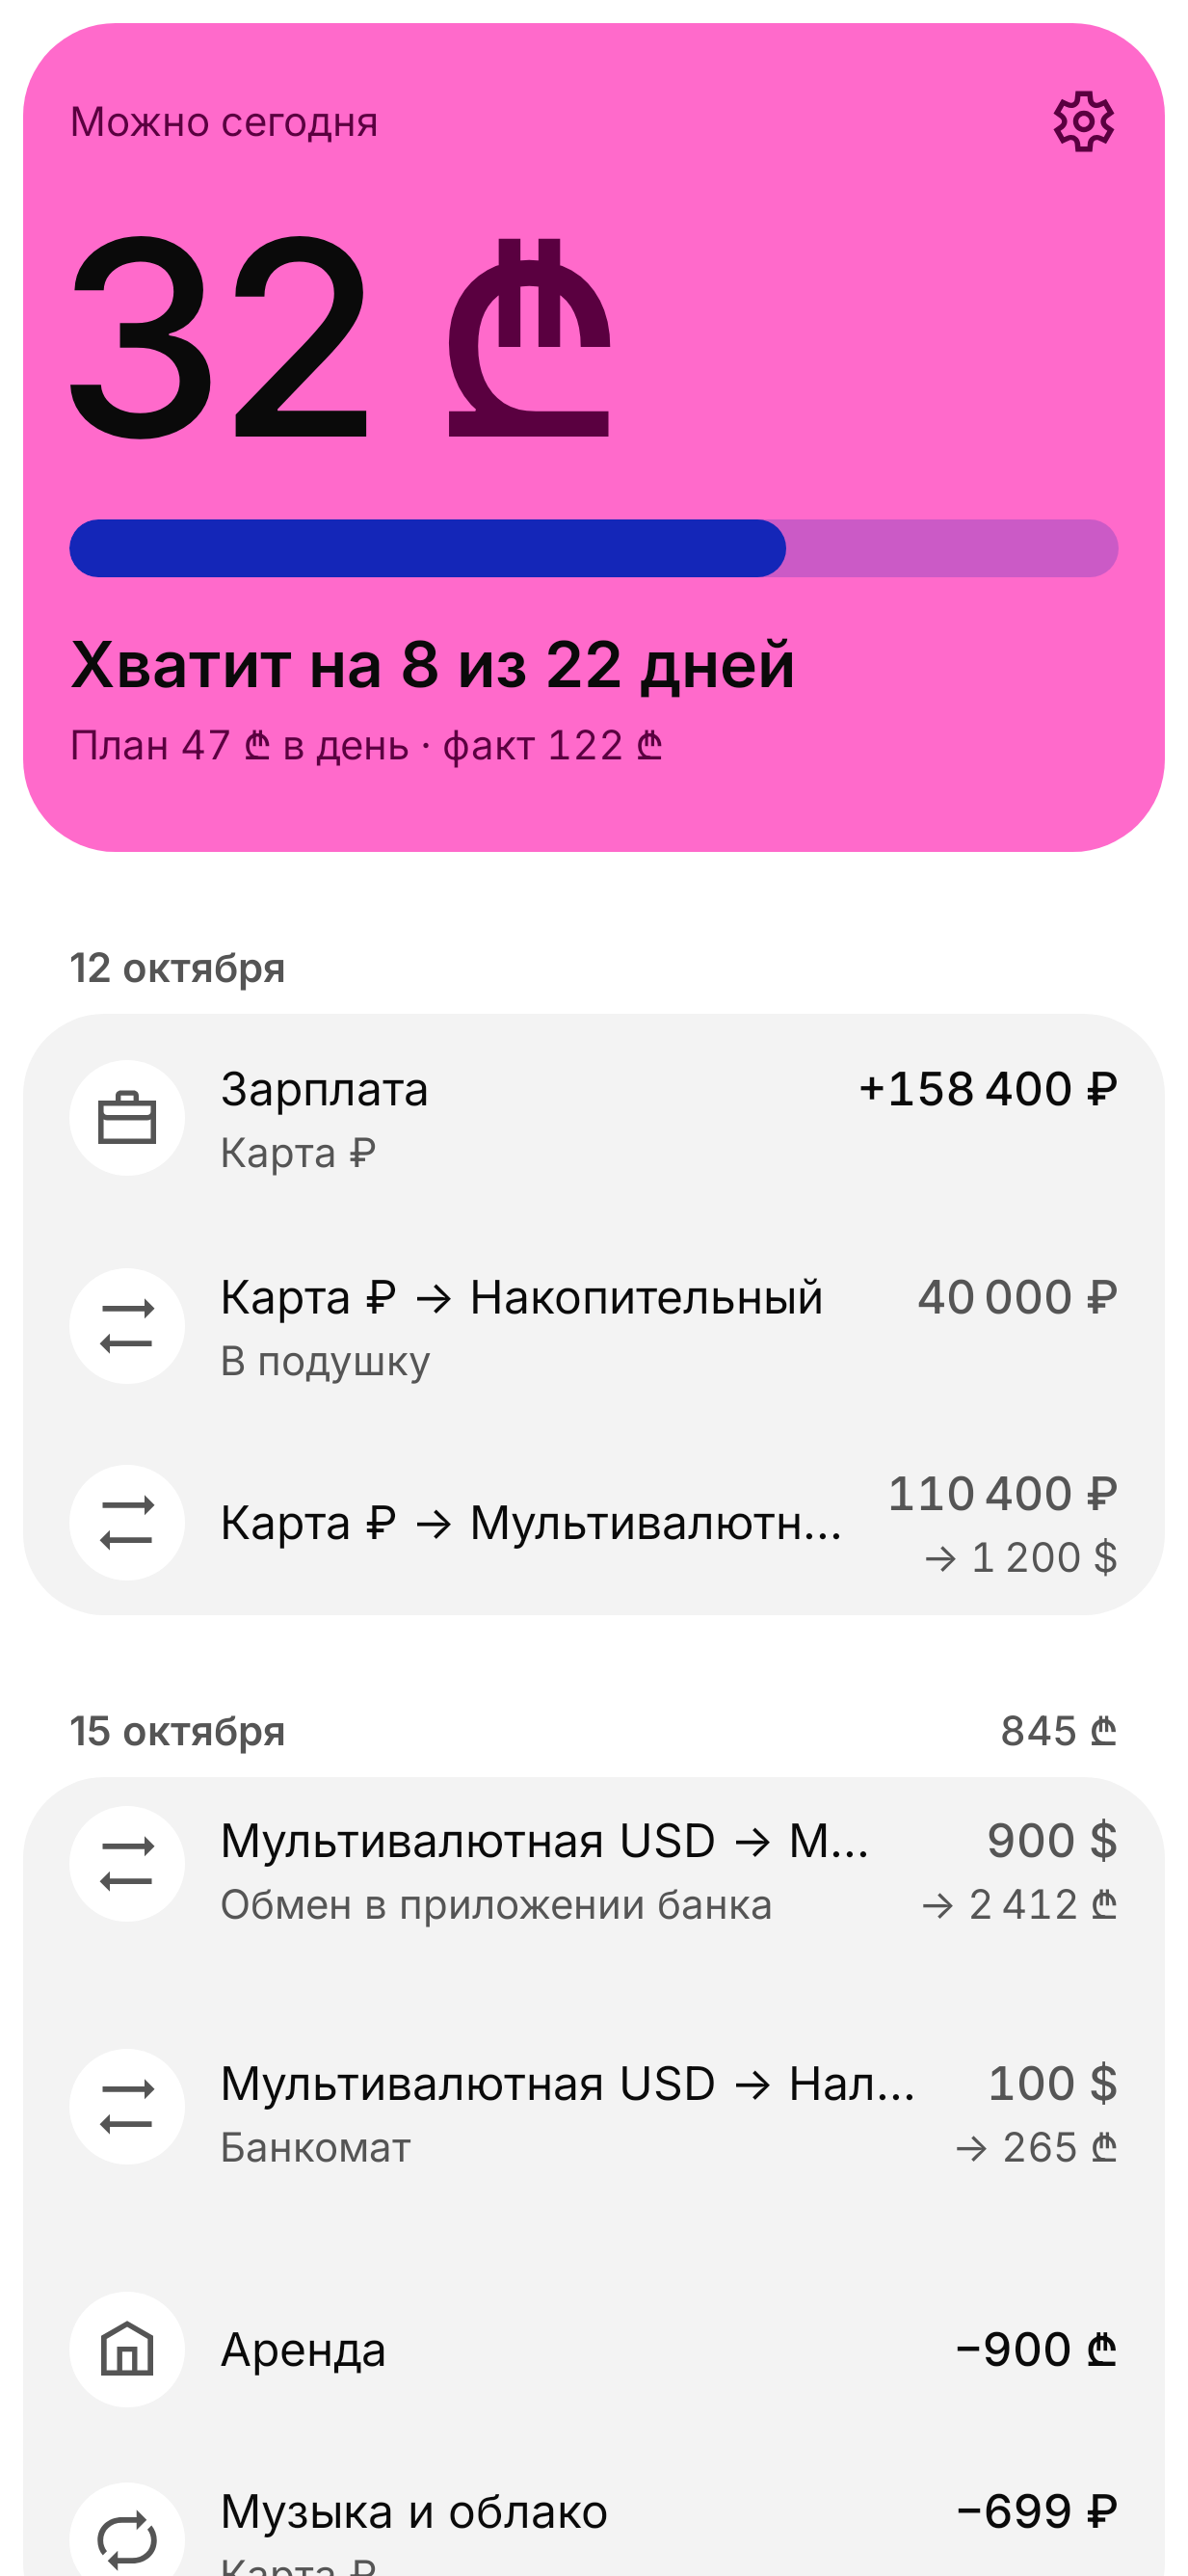 Можно сегодня
32 ₾
Хватит на 8 из 22 дней
План 47 ₾ в день · факт 122 ₾
12 октября
Зарплата +158 400 ₽
Карта ₽
Карта ₽ → Накопительный 40 000 ₽
В подушку
110 400 ₽
Карта ₽ → Мультивалютн...
→ 1 200 $
15 октября 845 ₾
Мультивалютная USD → М... 900 $
Обмен в приложении банка → 2 412 ₾
Мультивалютная USD → Нал... 100 $
Банкомат → 265 ₾
Аренда −900 ₾
Музыка и облако −699 ₽
Карта ₽